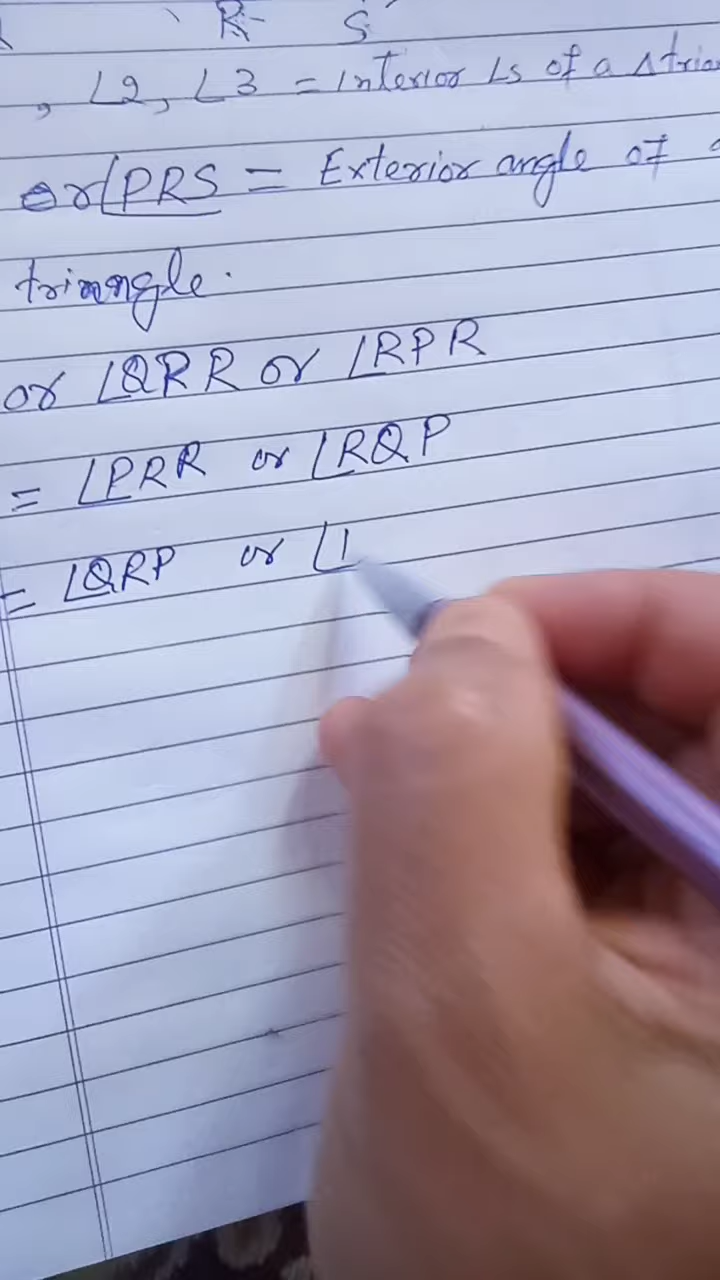 R S
, ∠2, ∠3 = interior ∠s of a Δ
or ∠PRS = Exterior angle of
triangle.
or ∠QRR or ∠RPR
= ∠PRR or ∠RQP
= ∠QRP or ∠